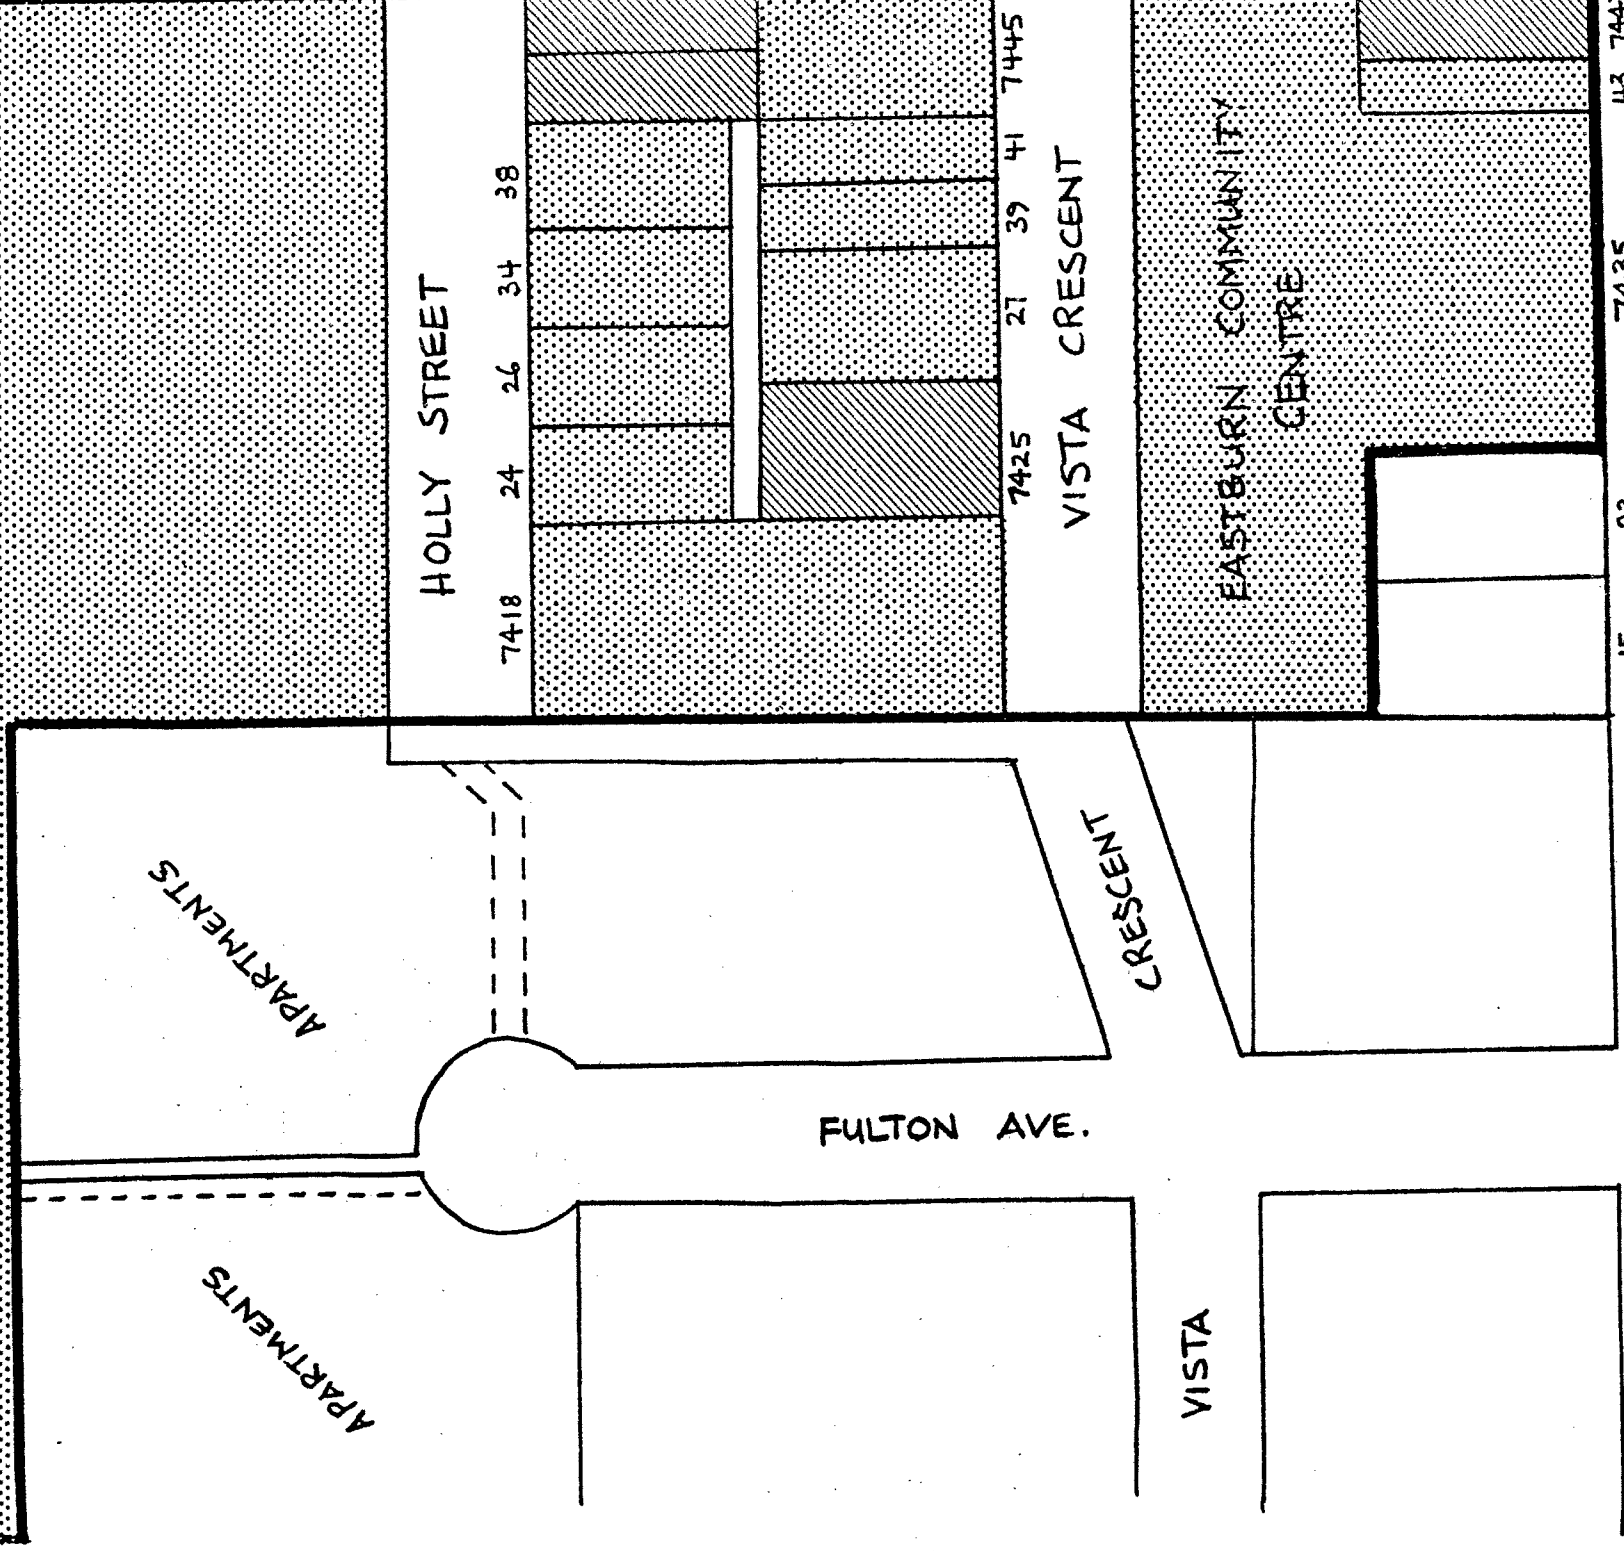 HOLLY STREET
38
34
26
24
7418
7445
41
39
27
7425
VISTA CRESCENT
EASTBURN COMMUNITY
CENTRE
CRESCENT
FULTON AVE.
VISTA
APARTMENTS
APARTMENTS